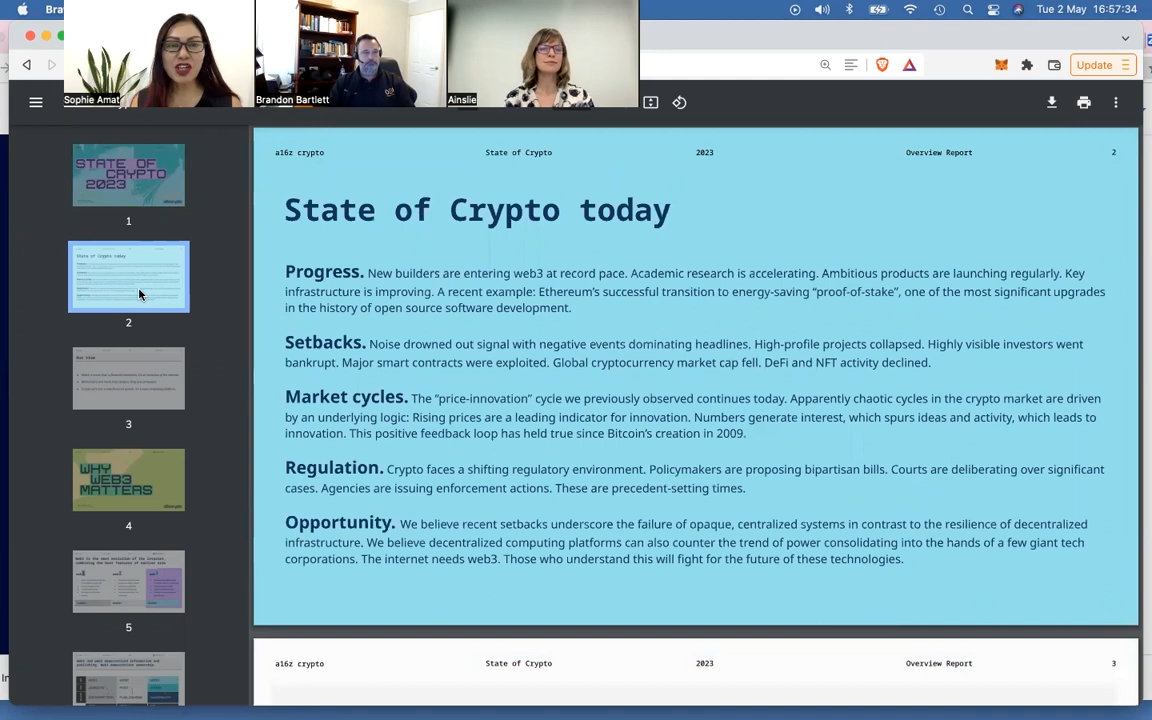 Brav
Tue 2 May 16:57:34
Sophie Amat
Brandon Bartlett
Ainslie
Update
STATE OF
CRYPTO
2023
1
State of Crypto today
2
Our view
3
WHY
WEB3
MATTERS
4
5
a16z crypto State of Crypto 2023 Overview Report 2
State of Crypto today
Progress. New builders are entering web3 at record pace. Academic research is accelerating. Ambitious products are launching regularly. Key
infrastructure is improving. A recent example: Ethereum’s successful transition to energy-saving “proof-of-stake”, one of the most significant upgrades
in the history of open source software development.
Setbacks. Noise drowned out signal with negative events dominating headlines. High-profile projects collapsed. Highly visible investors went
bankrupt. Major smart contracts were exploited. Global cryptocurrency market cap fell. DeFi and NFT activity declined.
Market cycles. The “price-innovation” cycle we previously observed continues today. Apparently chaotic cycles in the crypto market are driven
by an underlying logic: Rising prices are a leading indicator for innovation. Numbers generate interest, which spurs ideas and activity, which leads to
innovation. This positive feedback loop has held true since Bitcoin’s creation in 2009.
Regulation. Crypto faces a shifting regulatory environment. Policymakers are proposing bipartisan bills. Courts are deliberating over significant
cases. Agencies are issuing enforcement actions. These are precedent-setting times.
Opportunity. We believe recent setbacks underscore the failure of opaque, centralized systems in contrast to the resilience of decentralized
infrastructure. We believe decentralized computing platforms can also counter the trend of power consolidating into the hands of a few giant tech
corporations. The internet needs web3. Those who understand this will fight for the future of these technologies.
a16z crypto State of Crypto 2023 Overview Report 3